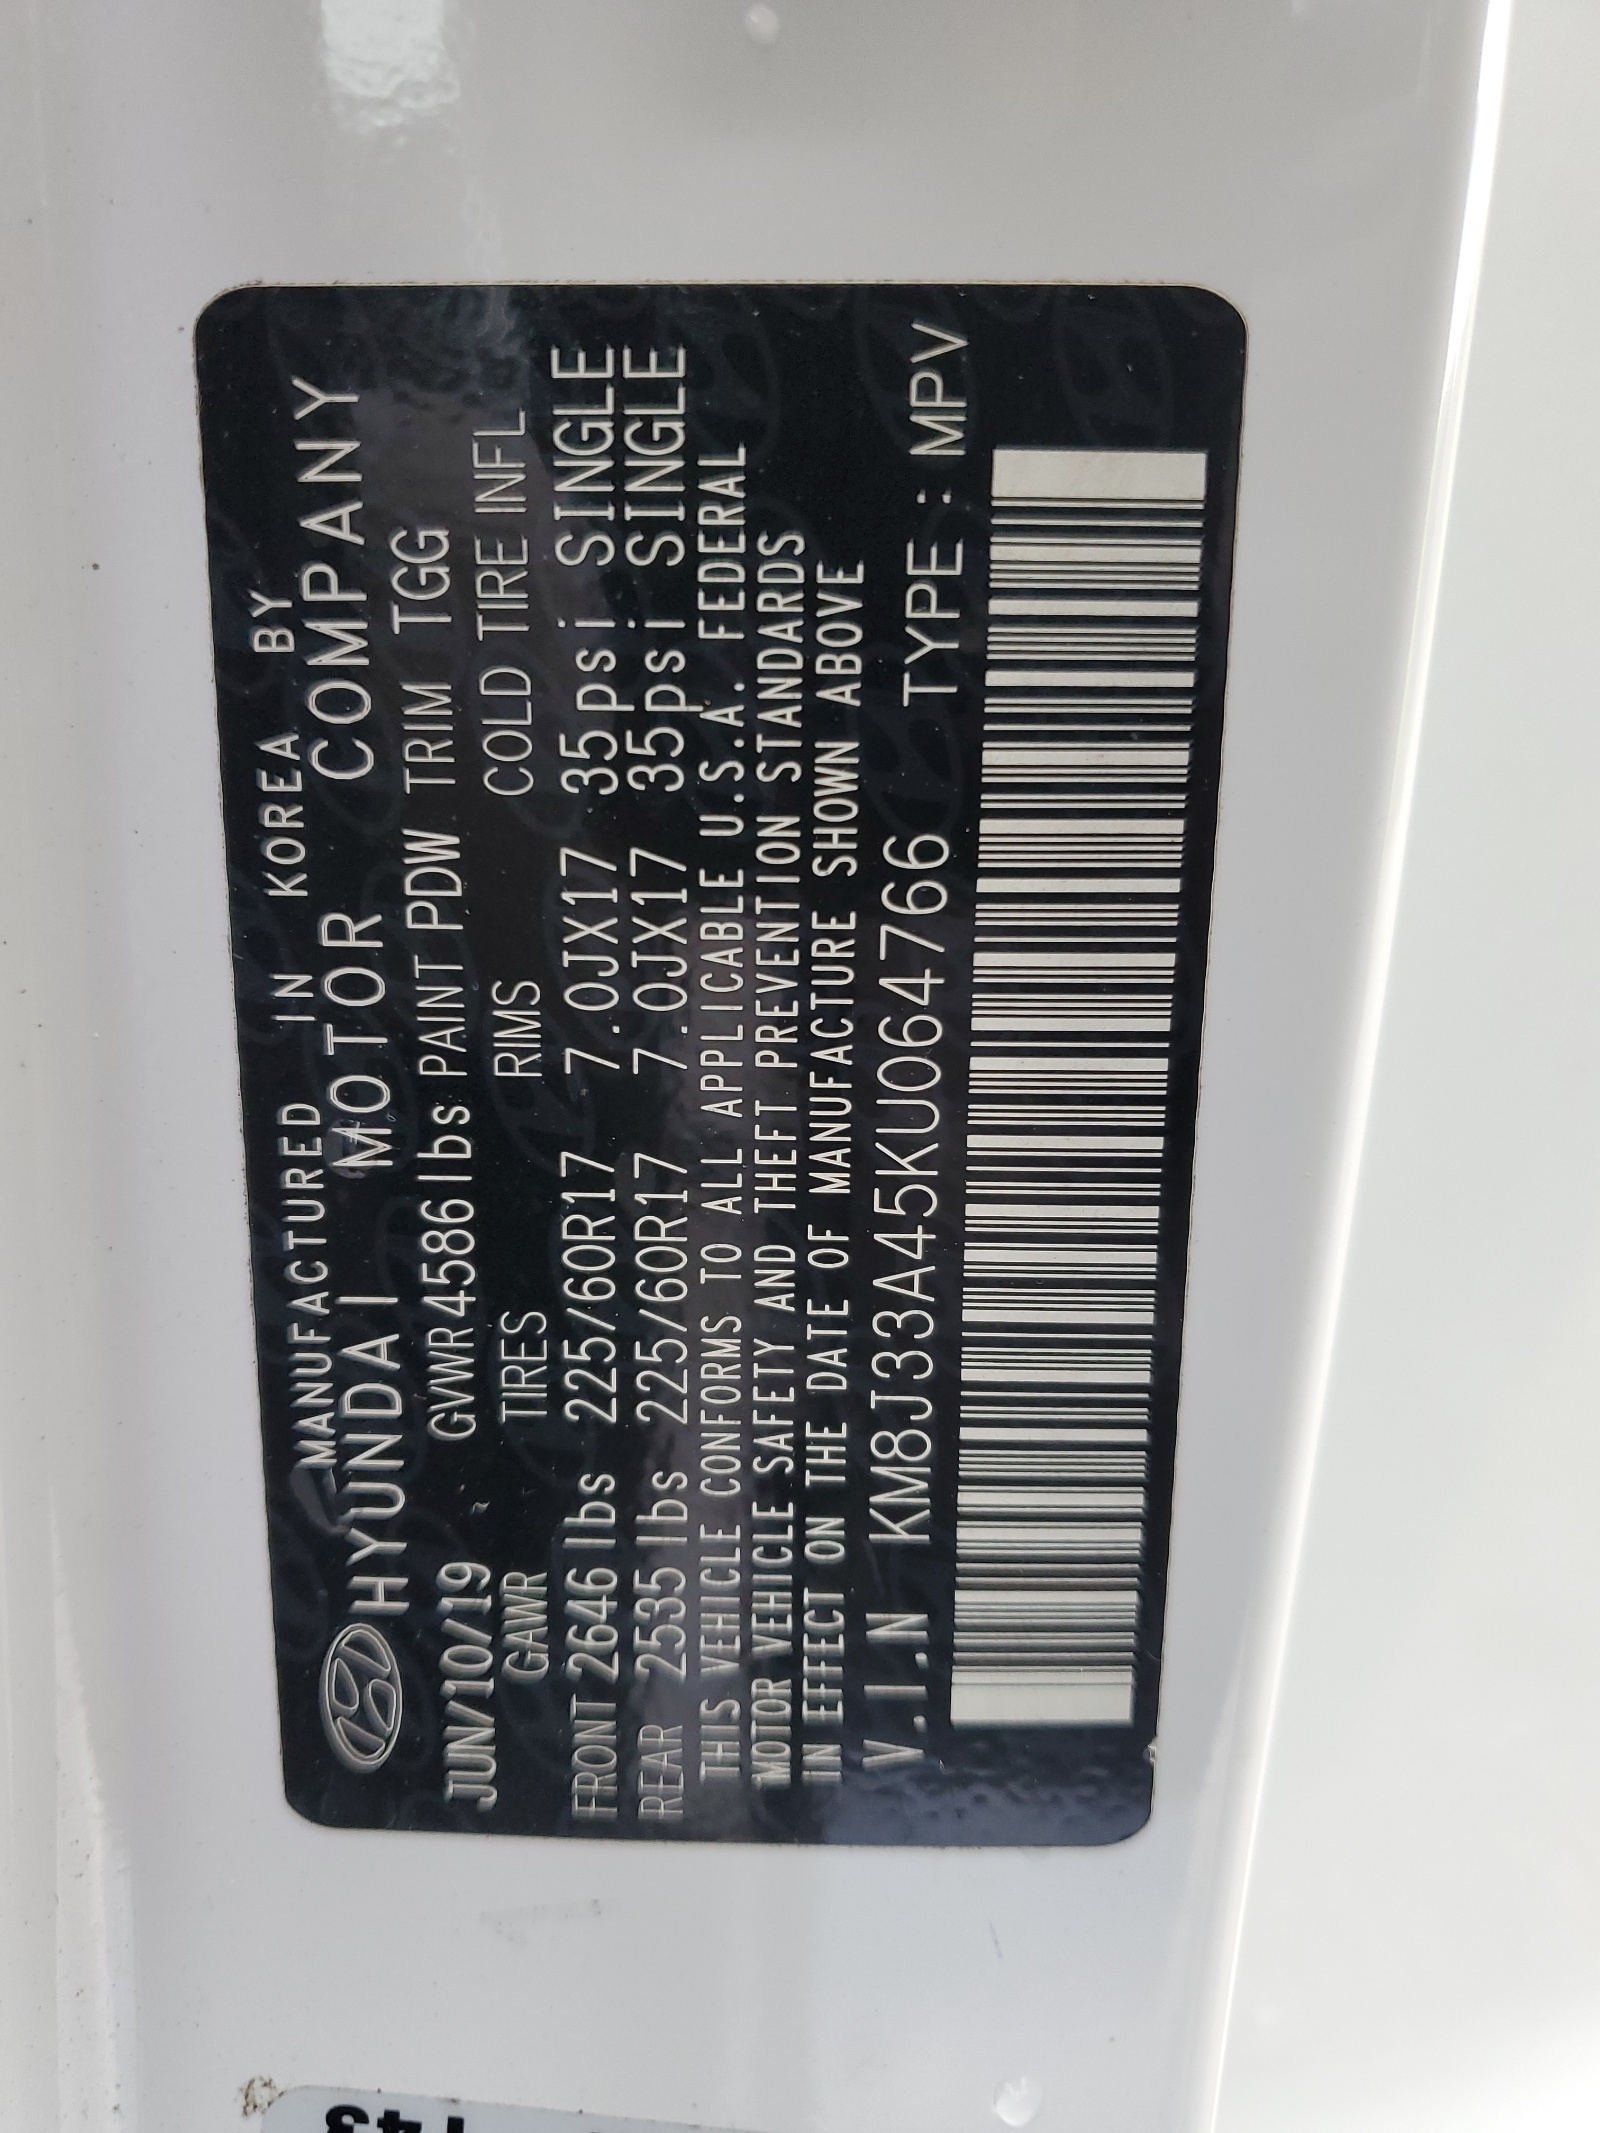 MANUFACTURED IN KOREA BY
HYUNDAI MOTOR COMPANY
JUN/10/19 GVWR 4586 lbs PAINT PDW TRIM TGG
GAWR TIRES RIMS COLD TIRE INFL
FRONT 2646 lbs 225/60R17 7.0JX17 35psi SINGLE
REAR 2535 lbs 225/60R17 7.0JX17 35psi SINGLE
THIS VEHICLE CONFORMS TO ALL APPLICABLE U.S.A. FEDERAL
MOTOR VEHICLE SAFETY AND THEFT PREVENTION STANDARDS
IN EFFECT ON THE DATE OF MANUFACTURE SHOWN ABOVE
V.I.N KM8J33A45KU064766 TYPE : MPV